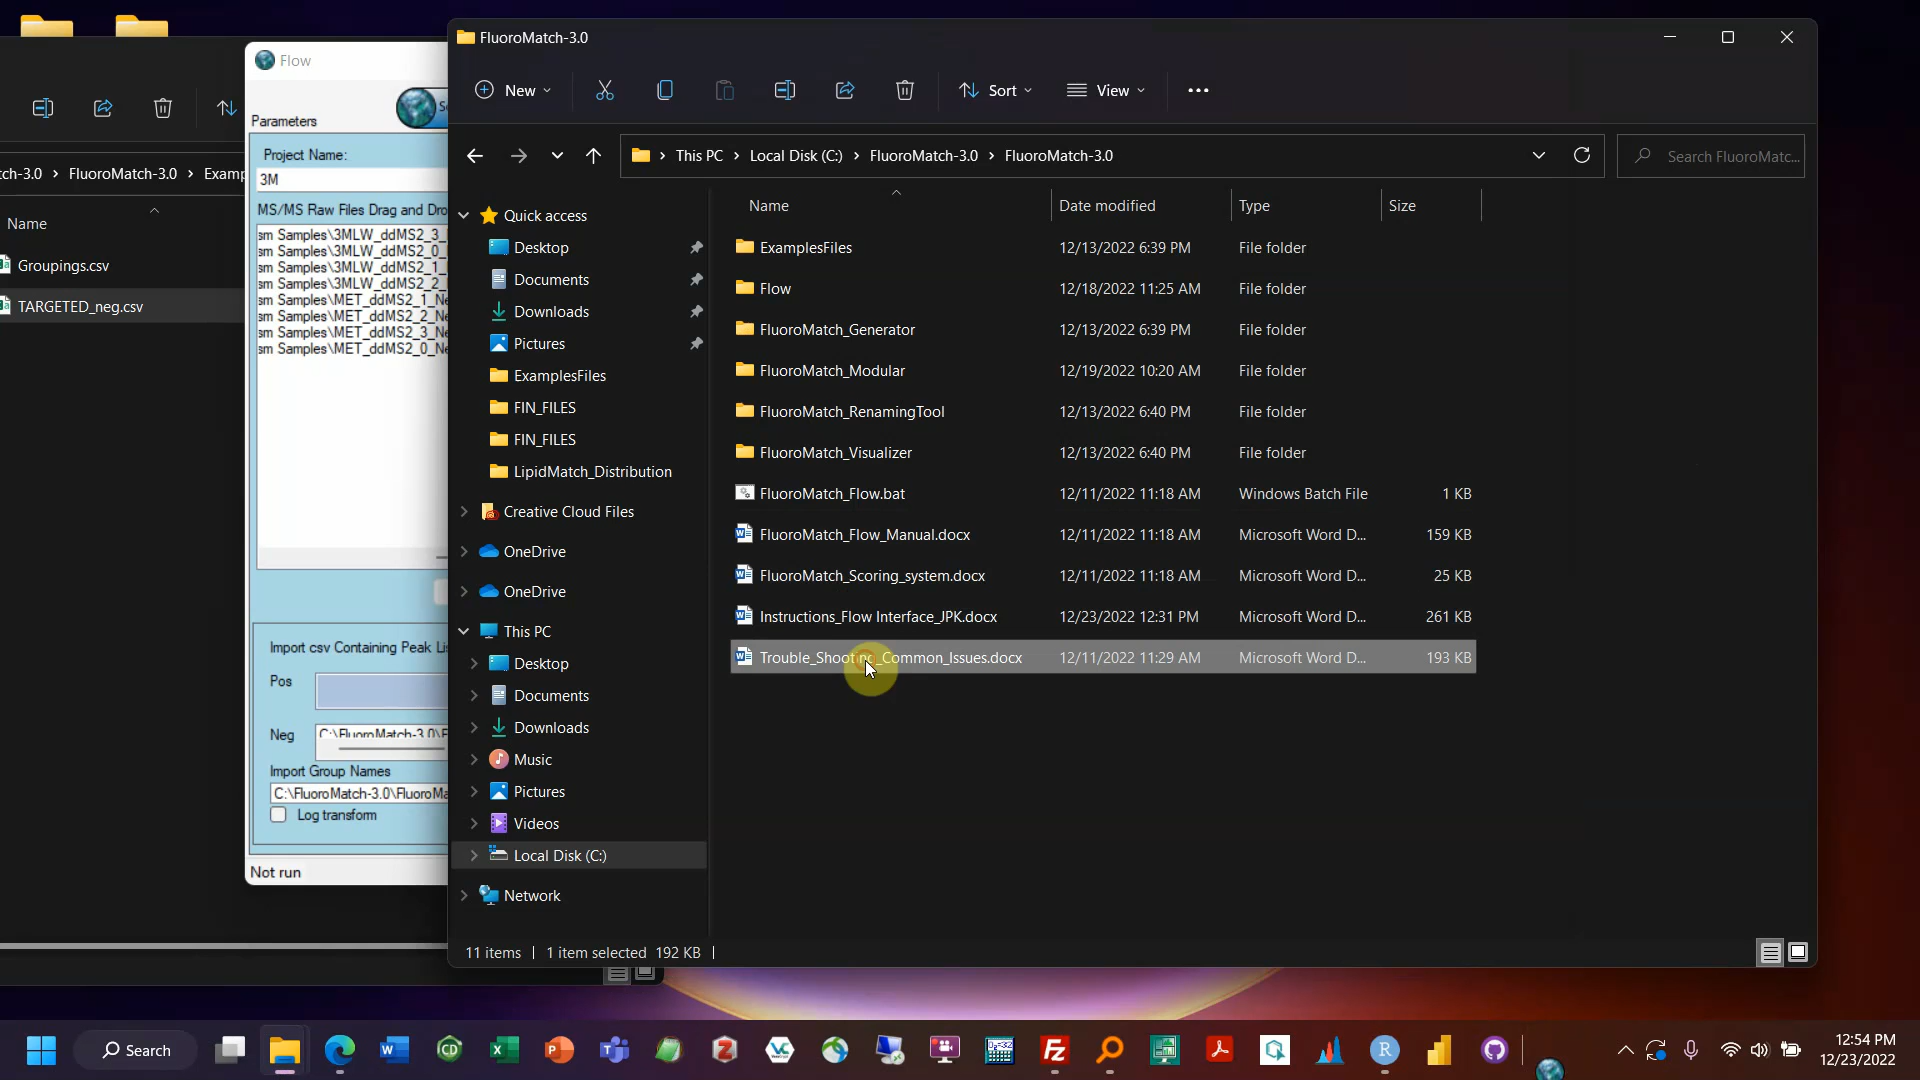 FluoroMatch-3.0
Flow
New
Sort
View
Parameters
This PC
Local Disk (C:)
FluoroMatch-3.0
FluoroMatch-3.0
Search FluoroMatc...
Project Name:
3M
ch-3.0
FluoroMatch-3.0
Examp
MS/MS Raw Files Drag and Dro
Name
Groupings.csv
TARGETED_neg.csv
sm Samples\3MLW_ddMS2_3_
sm Samples\3MLW_ddMS2_0_
sm Samples\3MLW_ddMS2_1_
sm Samples\3MLW_ddMS2_2_
sm Samples\MET_ddMS2_1_Ne
sm Samples\MET_ddMS2_2_Ne
sm Samples\MET_ddMS2_3_Ne
sm Samples\MET_ddMS2_0_Ne
Import csv Containing Peak Li
Pos
Neg
C:\FluoroMatch-3.0\F
Import Group Names
C:\FluoroMatch-3.0\FluoroMa
Log transform
Not run
Quick access
Desktop
Documents
Downloads
Pictures
ExamplesFiles
FIN_FILES
FIN_FILES
LipidMatch_Distribution
Creative Cloud Files
OneDrive
OneDrive
This PC
Desktop
Documents
Downloads
Music
Pictures
Videos
Local Disk (C:)
Network
Name Date modified Type Size
ExamplesFiles 12/13/2022 6:39 PM File folder
Flow 12/18/2022 11:25 AM File folder
FluoroMatch_Generator 12/13/2022 6:39 PM File folder
FluoroMatch_Modular 12/19/2022 10:20 AM File folder
FluoroMatch_RenamingTool 12/13/2022 6:40 PM File folder
FluoroMatch_Visualizer 12/13/2022 6:40 PM File folder
FluoroMatch_Flow.bat 12/11/2022 11:18 AM Windows Batch File 1 KB
FluoroMatch_Flow_Manual.docx 12/11/2022 11:18 AM Microsoft Word D... 159 KB
FluoroMatch_Scoring_system.docx 12/11/2022 11:18 AM Microsoft Word D... 25 KB
Instructions_Flow Interface_JPK.docx 12/23/2022 12:31 PM Microsoft Word D... 261 KB
Trouble_Shooting_Common_Issues.docx 12/11/2022 11:29 AM Microsoft Word D... 193 KB
11 items 1 item selected 192 KB
Search
12:54 PM
12/23/2022